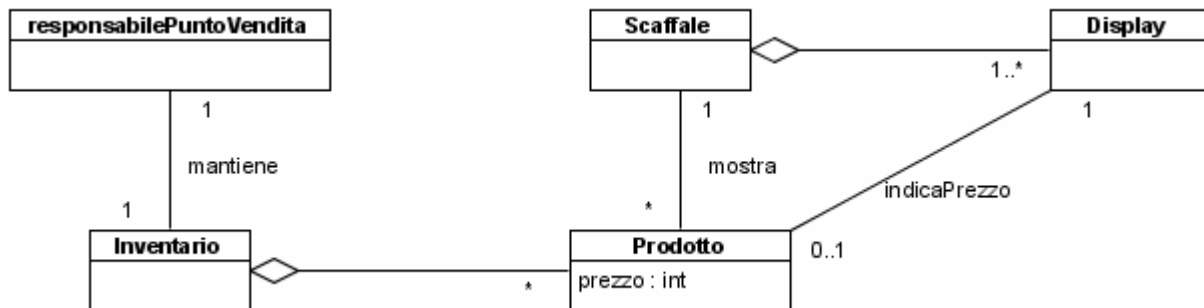 responsabilePuntoVendita
Scaffale
Display
1..*
1
1
1
mantiene
mostra
indicaPrezzo
1
*
Inventario
Prodotto
0..1
prezzo : int
*